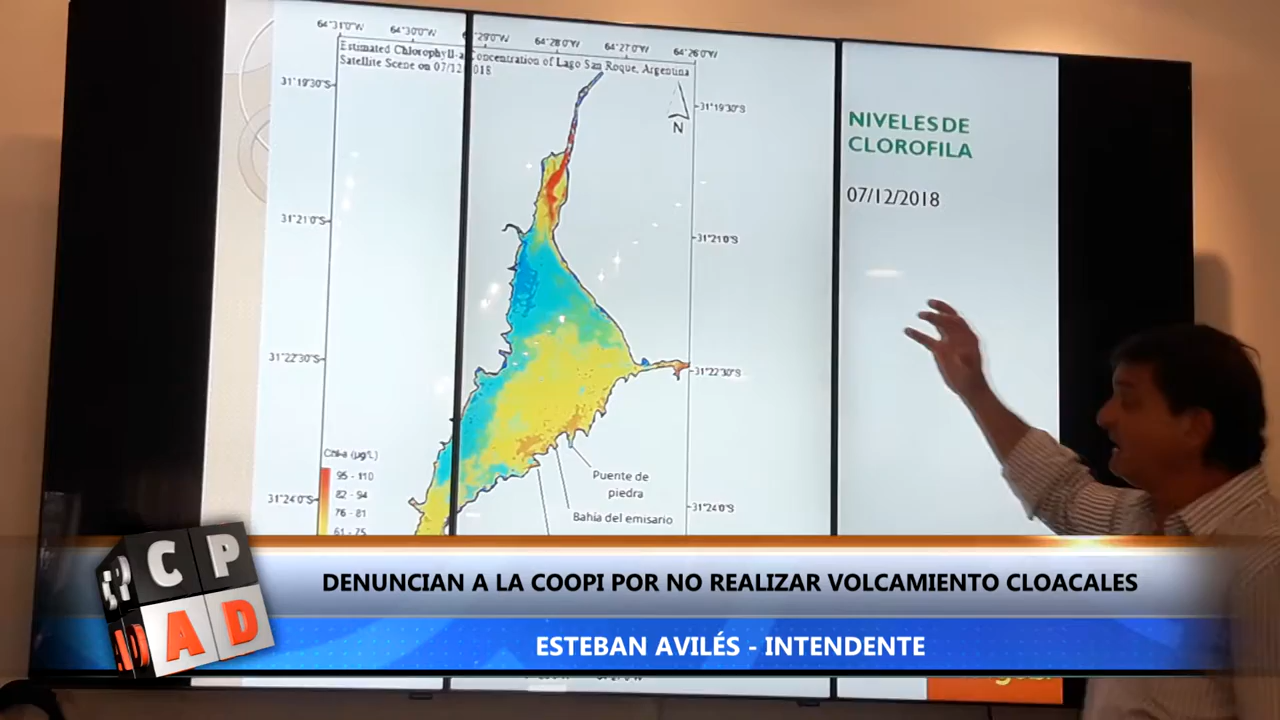 64°31'0"W 64°30'0"W 64°29'0"W 64°28'0"W 64°27'0"W 64°26'0"W
Estimated Chlorophyll-a Concentration of Lago San Roque, Argentina
Satellite Scene on 07/12/2018
31°19'30"S
31°19'30"S
N
NIVELES DE
CLOROFILA
07/12/2018
31°21'0"S
31°21'0"S
31°22'30"S
31°22'30"S
Chl-a (µg/L)
95 - 110
82 - 94
76 - 81
61 - 75
31°24'0"S
31°24'0"S
Puente de
piedra
Bahía del emisario
CP
AD
DENUNCIAN A LA COOPI POR NO REALIZAR VOLCAMIENTO CLOACALES
ESTEBAN AVILÉS - INTENDENTE